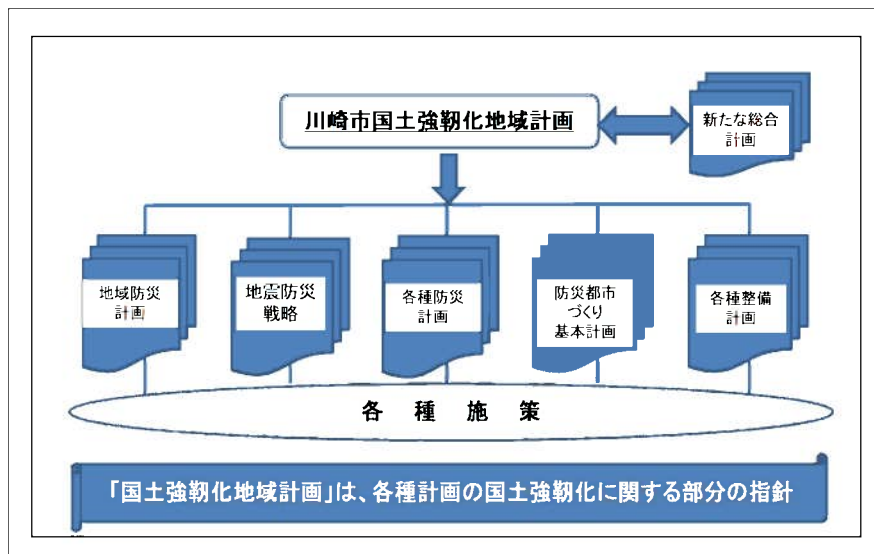 川崎市国土強靭化地域計画
新たな総合
計画
地域防災
計画
地震防災
戦略
各種防災
計画
防災都市
づくり
基本計画
各種整備
計画
各種施策
「国土強靭化地域計画」は、各種計画の国土強靭化に関する部分の指針